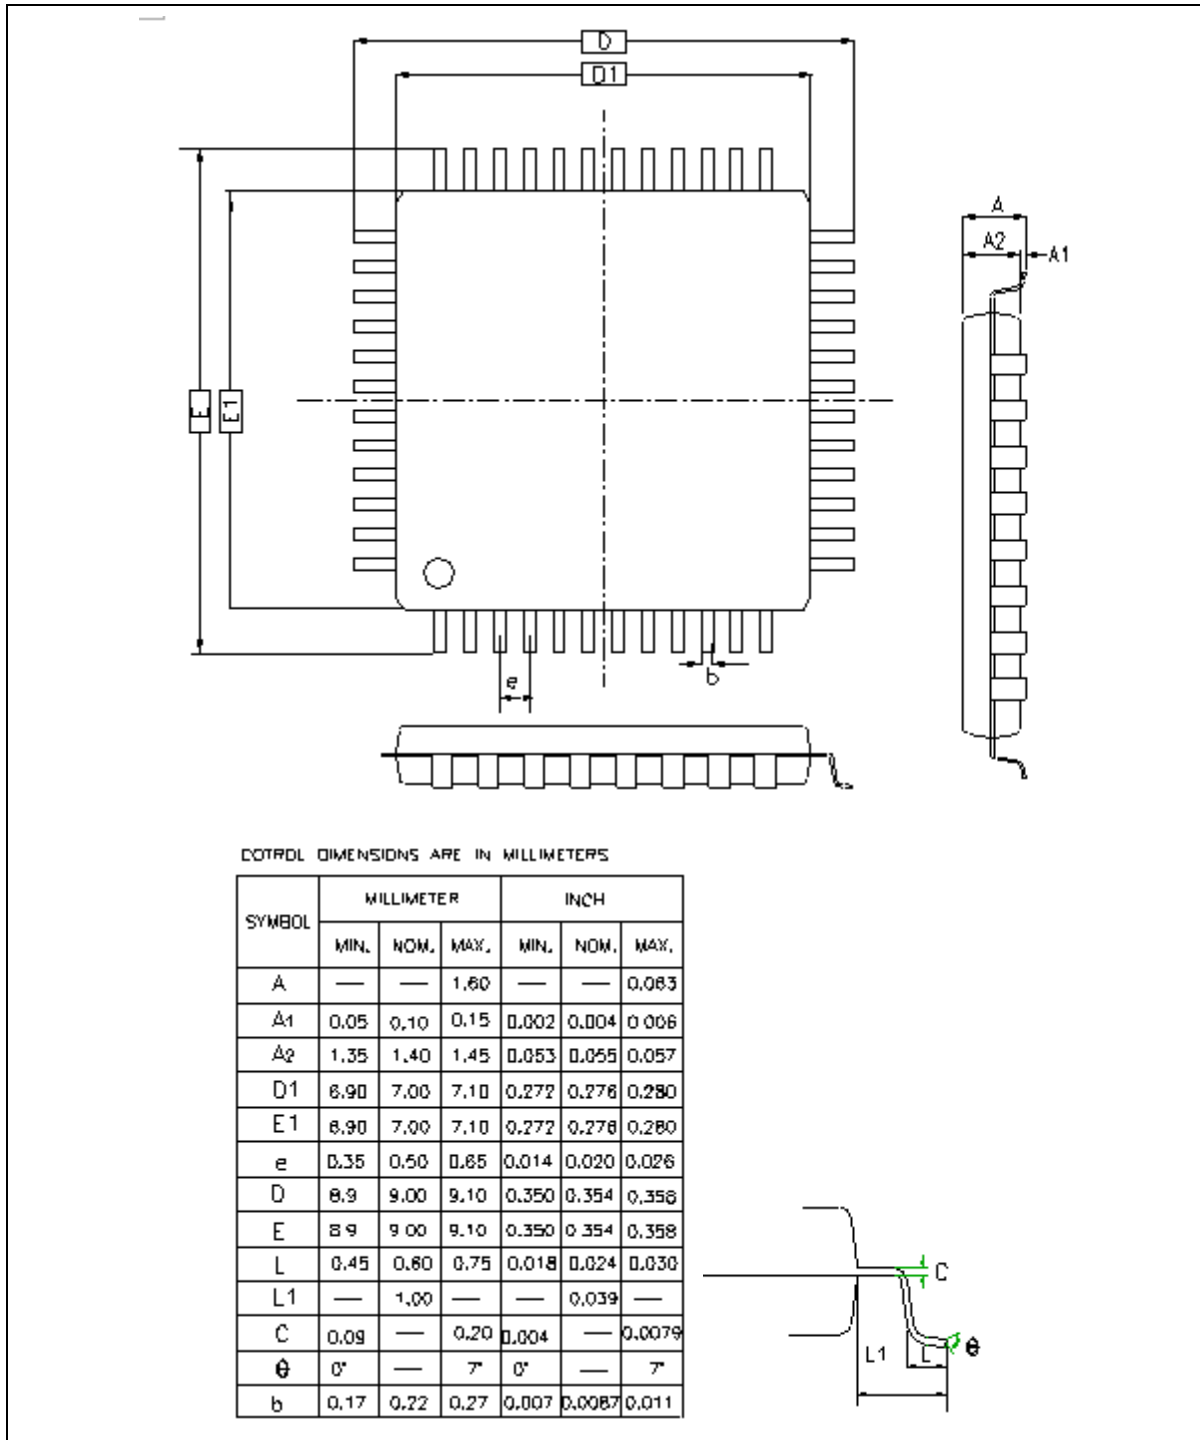 D
D1
A
A2
A1
E
E1
e
b
COTROL DIMENSIONS ARE IN MILLIMETERS
SYMBOL MILLIMETER INCH
MIN. NOM. MAX. MIN. NOM. MAX.
A — — 1.60 — — 0.063
A1 0.05 0.10 0.15 0.002 0.004 0.006
A2 1.35 1.40 1.45 0.053 0.055 0.057
D1 6.90 7.00 7.10 0.272 0.276 0.280
E1 6.90 7.00 7.10 0.272 0.276 0.280
e 0.35 0.50 0.65 0.014 0.020 0.026
D 8.9 9.00 9.10 0.350 0.354 0.358
E 8.9 9.00 9.10 0.350 0.354 0.358
L 0.45 0.60 0.75 0.018 0.024 0.030
L1 — 1.00 — — 0.039 —
C 0.09 — 0.20 0.004 — 0.0079
θ 0° — 7° 0° — 7°
b 0.17 0.22 0.27 0.007 0.0087 0.011
C
L1
L
θ